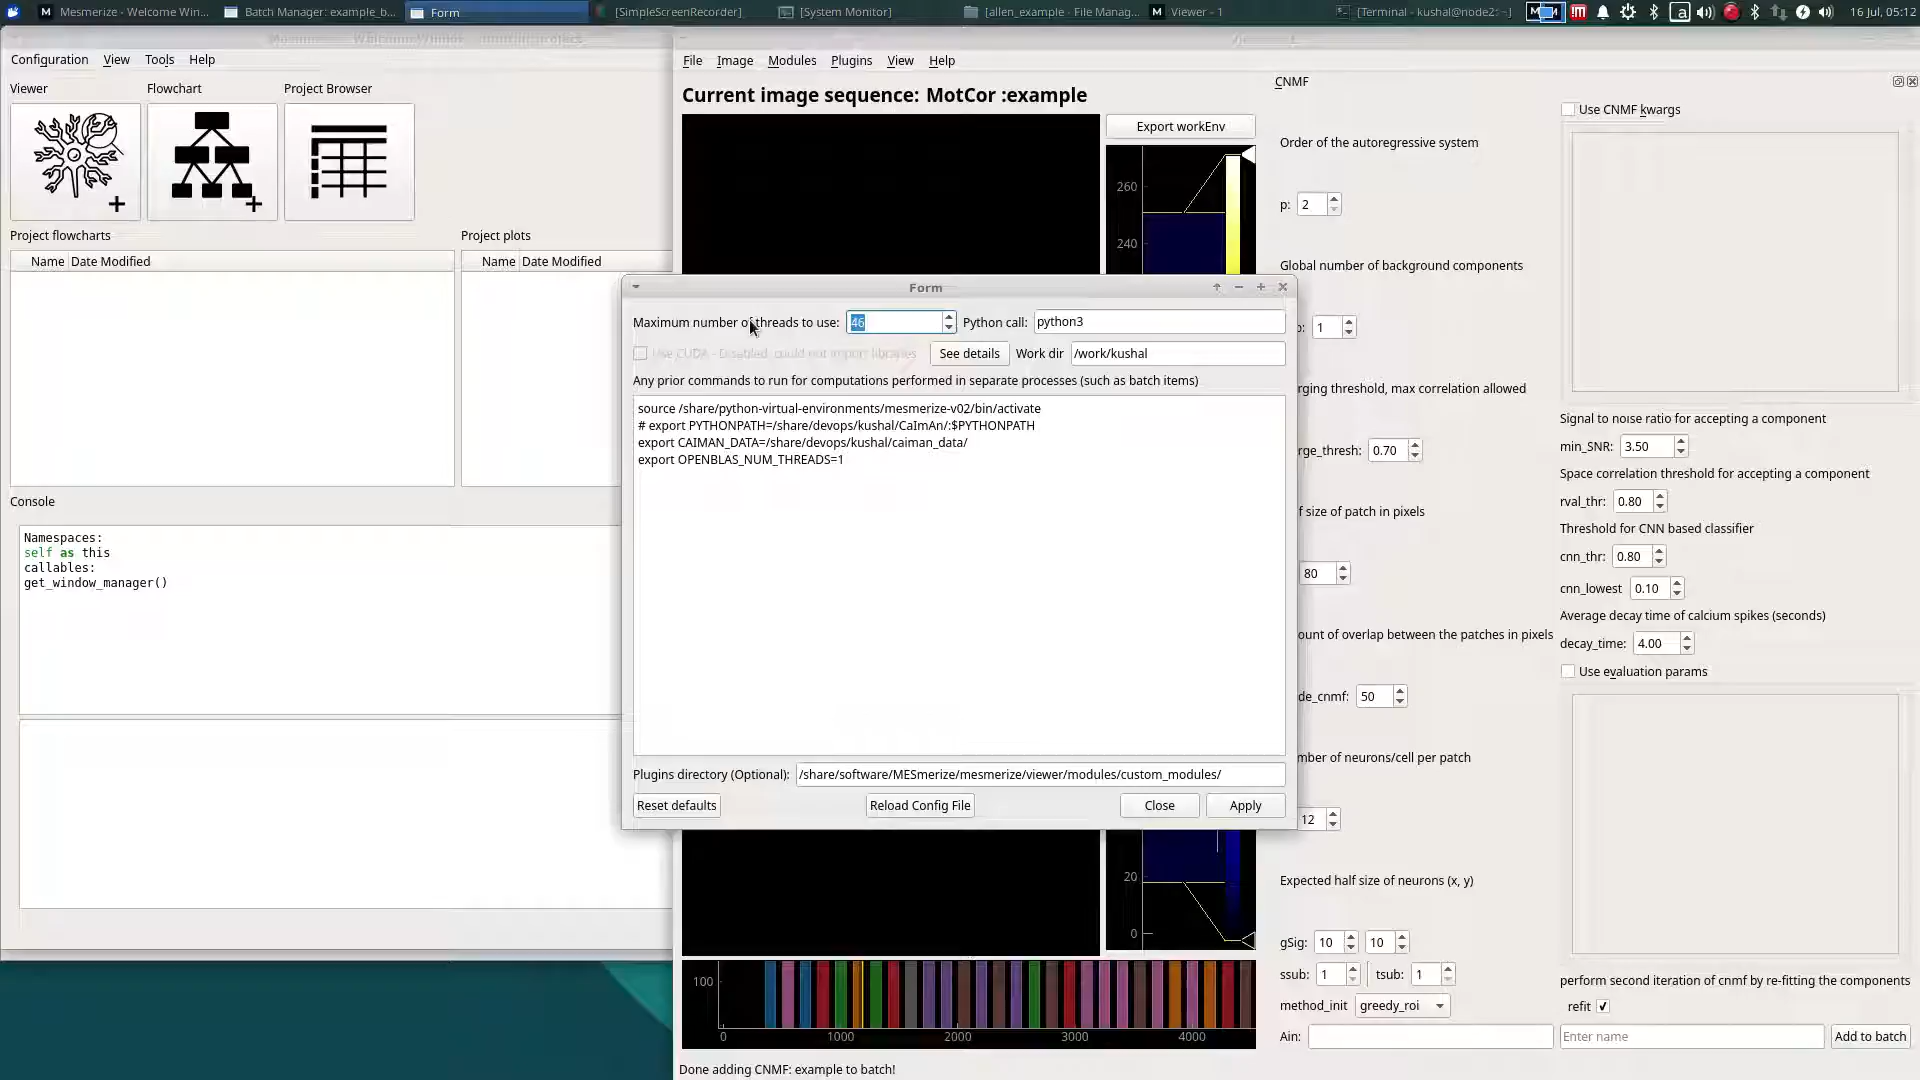 Mesmerize - Welcome Win...
Batch Manager: example_b...
Form
[SimpleScreenRecorder]
[System Monitor]
[allen_example - File Manag...
Viewer - 1
[Terminal - kushal@node2:~]
16 Jul, 05:12
Configuration View Tools Help
Viewer
Flowchart
Project Browser
Project flowcharts
Project plots
Name Date Modified
Name Date Modified
Console
Namespaces:
self as this
callables:
get_window_manager()
File Image Modules Plugins View Help
Current image sequence: MotCor :example
Export workEnv
260
240
20
0
100
0 1000 2000 3000 4000
Done adding CNMF: example to batch!
Form
Maximum number of threads to use: 46 Python call: python3
Use CUDA - Disabled, could not import libraries See details Work dir /work/kushal
Any prior commands to run for computations performed in separate processes (such as batch items)
source /share/python-virtual-environments/mesmerize-v02/bin/activate
# export PYTHONPATH=/share/devops/kushal/CaImAn/:$PYTHONPATH
export CAIMAN_DATA=/share/devops/kushal/caiman_data/
export OPENBLAS_NUM_THREADS=1
Plugins directory (Optional): /share/software/MESmerize/mesmerize/viewer/modules/custom_modules/
Reset defaults Reload Config File Close Apply
CNMF
Order of the autoregressive system
p: 2
Global number of background components
: 1
rging threshold, max correlation allowed
rge_thresh: 0.70
f size of patch in pixels
80
ount of overlap between the patches in pixels
de_cnmf: 50
mber of neurons/cell per patch
12
Expected half size of neurons (x, y)
gSig: 10 10
ssub: 1 tsub: 1
method_init greedy_roi
Ain:
Use CNMF kwargs
Signal to noise ratio for accepting a component
min_SNR: 3.50
Space correlation threshold for accepting a component
rval_thr: 0.80
Threshold for CNN based classifier
cnn_thr: 0.80
cnn_lowest 0.10
Average decay time of calcium spikes (seconds)
decay_time: 4.00
Use evaluation params
perform second iteration of cnmf by re-fitting the components
refit
Enter name Add to batch